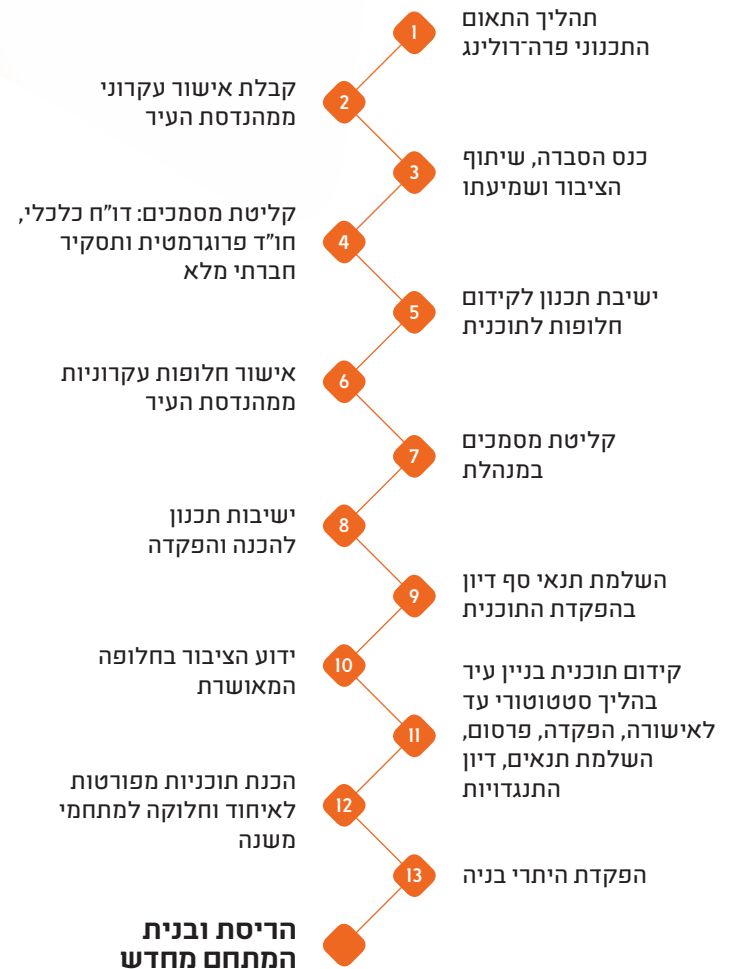 1
תהליך התאום
התכנוני פרה־רולינג
2
קבלת אישור עקרוני
ממהנדסת העיר
3
כנס הסברה, שיתוף
הציבור ושמיעתו
4
קליטת מסמכים: דו"ח כלכלי,
חו"ד פרוגרמטית ותסקיר
חברתי מלא
5
ישיבת תכנון לקידום
חלופות לתוכנית
6
אישור חלופות עקרוניות
ממהנדסת העיר
7
קליטת מסמכים
במנהלת
8
ישיבות תכנון
להכנה והפקדה
9
השלמת תנאי סף דיון
בהפקדת התוכנית
10
ידוע הציבור בחלופה
המאושרת
11
קידום תוכנית בניין עיר
בהליך סטטוטורי עד
לאישורה, הפקדה, פרסום,
השלמת תנאים, דיון
התנגדויות
12
הכנת תוכניות מפורטות
לאיחוד וחלוקה למתחמי
משנה
13
הפקדת היתרי בניה
הריסת ובנית
המתחם מחדש